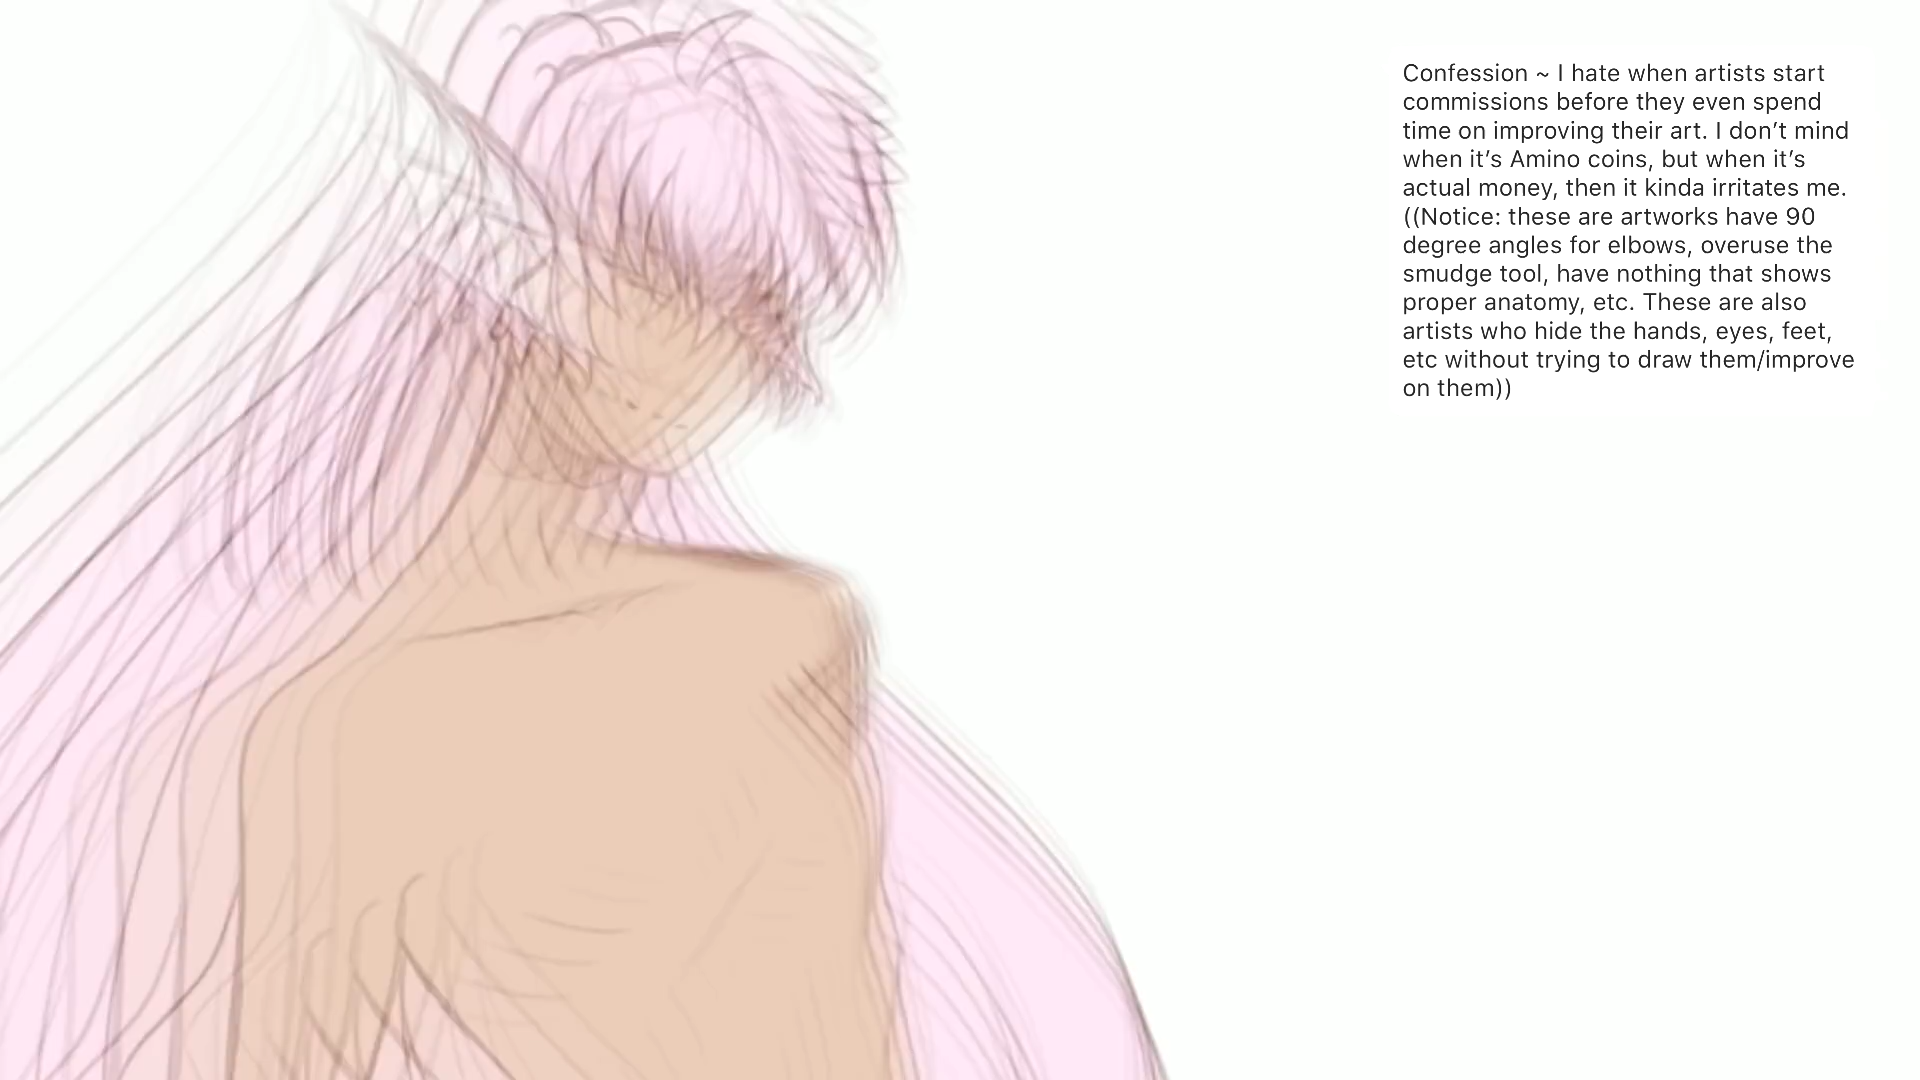 Confession ~ I hate when artists start
commissions before they even spend
time on improving their art. I don’t mind
when it’s Amino coins, but when it’s
actual money, then it kinda irritates me.
((Notice: these are artworks have 90
degree angles for elbows, overuse the
smudge tool, have nothing that shows
proper anatomy, etc. These are also
artists who hide the hands, eyes, feet,
etc without trying to draw them/improve
on them))